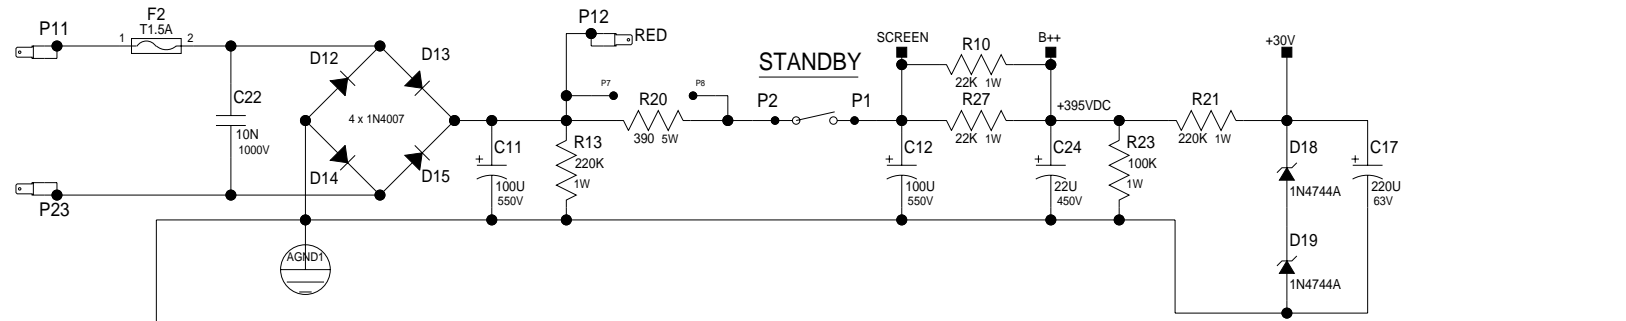 P11
F2
T1.5A
1
2
P23
C22
10N
1000V
D12
D13
4 x 1N4007
D14
D15
AGND1
C11
+
100U
550V
P12
RED
P7
P8
R13
220K
1W
R20
390 5W
STANDBY
P2
P1
SCREEN
R10
22K 1W
B++
R27
22K 1W
+395VDC
C12
+
100U
550V
C24
+
22U
450V
R23
100K
1W
R21
220K 1W
+30V
D18
1N4744A
D19
1N4744A
C17
+
220U
63V